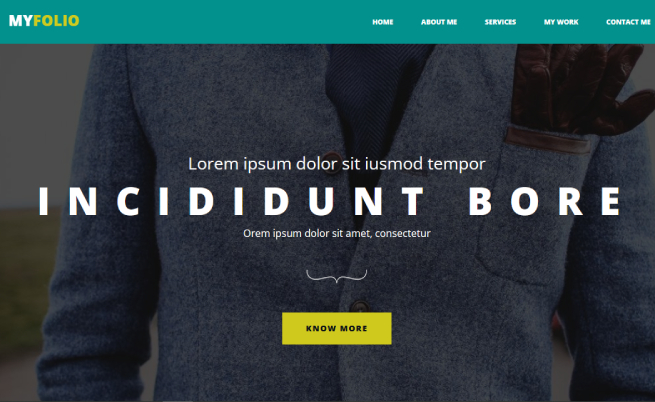 MYFOLIO
HOME ABOUT ME SERVICES MY WORK CONTACT ME
Lorem ipsum dolor sit iusmod tempor
INCIDIDUNT BORE
Orem ipsum dolor sit amet, consectetur
KNOW MORE